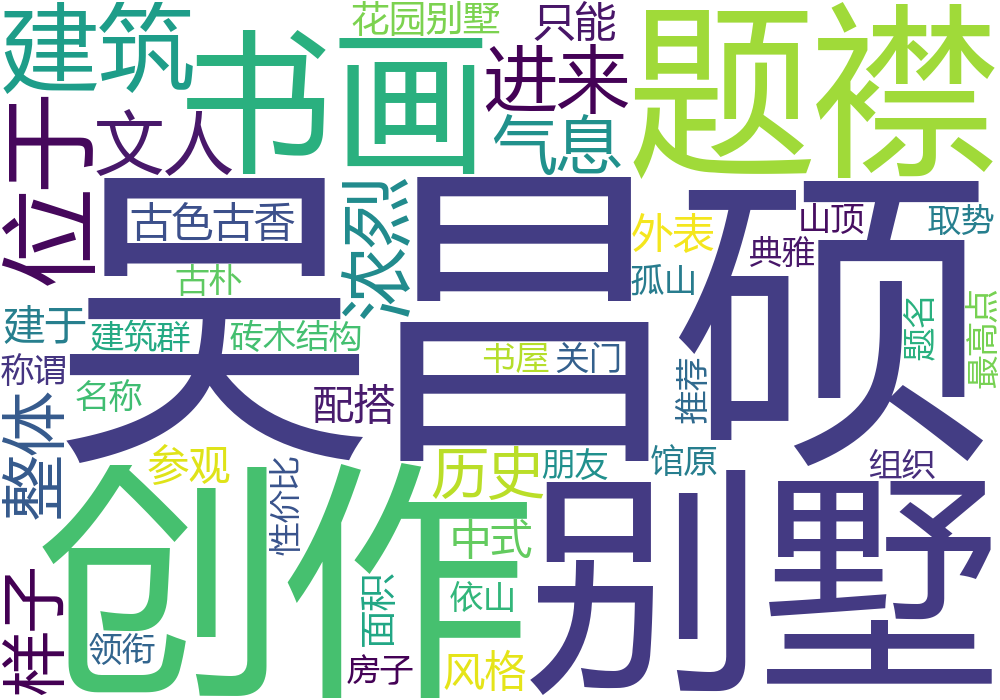 建筑
书画
花园别墅
只能
进来
题襟
位于
文人
气息
吴昌硕
古色古香
浓烈
外表
山顶
取势
典雅
古朴
孤山
建于
建筑群
砖木结构
题名
最高点
称谓
书屋
关门
推荐
名称
配搭
整体
参观
性价比
历史
朋友
馆原
组织
创作
别墅
中式
样子
面积
依山
领衔
房子
风格